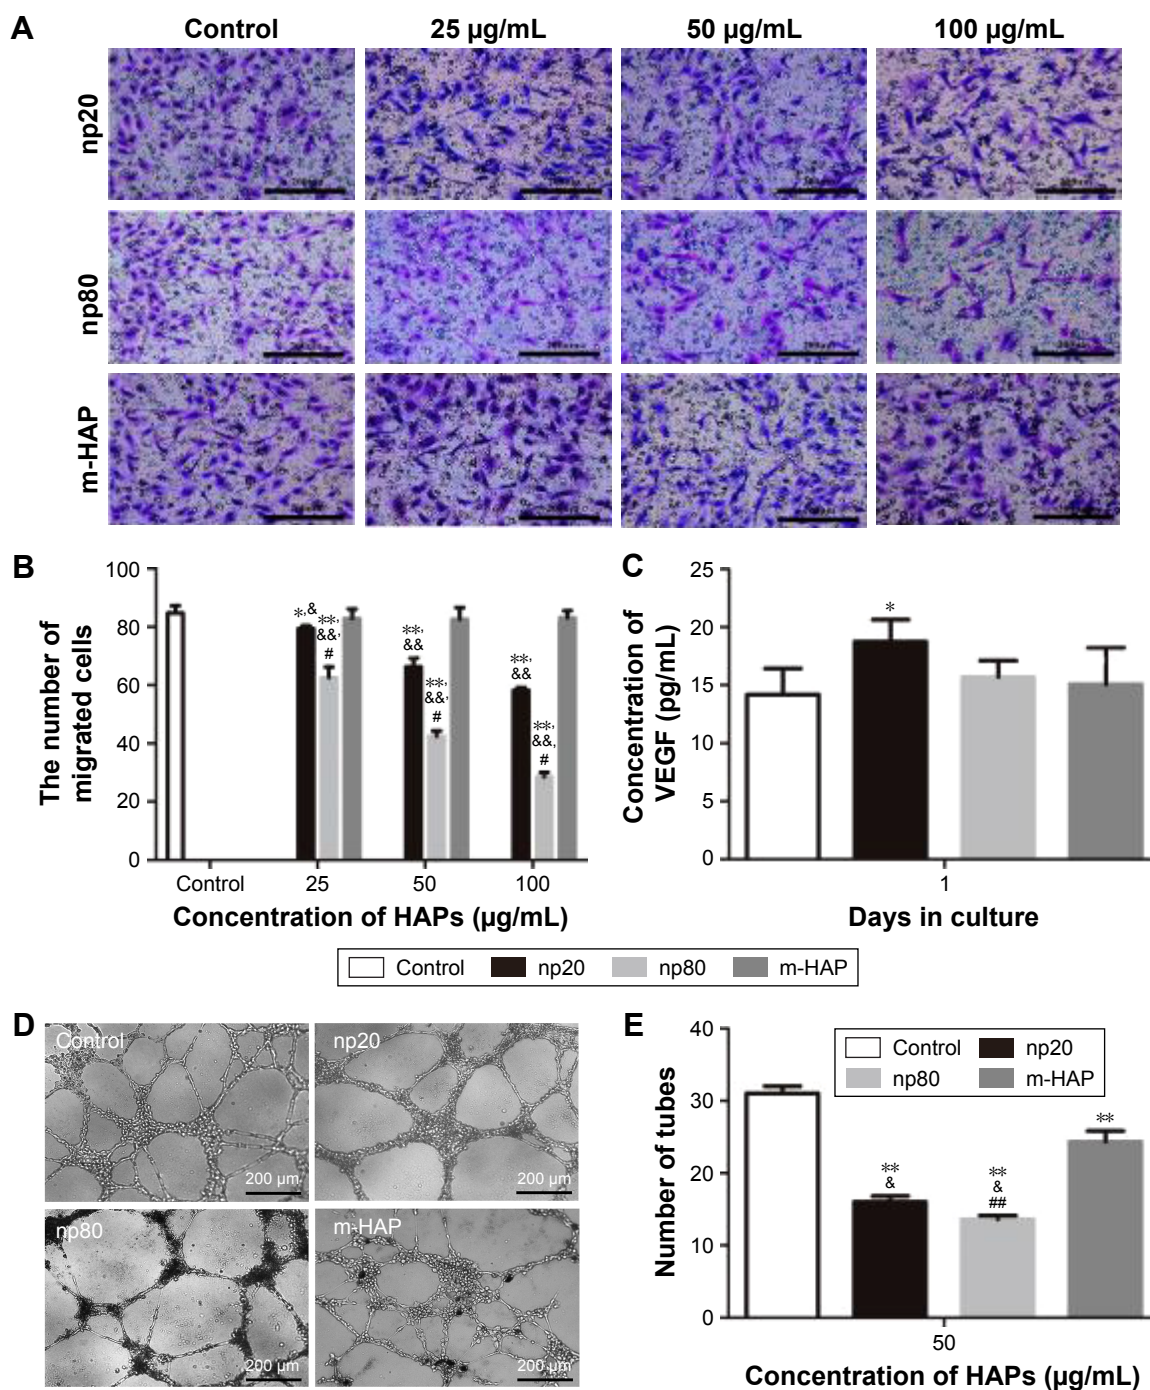 A
Control 25 µg/mL 50 µg/mL 100 µg/mL
np20
np80
m-HAP
B
The number of
migrated cells
100
80
60
40
20
0
*,&
**,
&&,
#
**,
&&
**,
&&,
#
**,
&&
**,
&&,
#
Control 25 50 100
Concentration of HAPs (µg/mL)
C
Concentration of
VEGF (pg/mL)
25
20
15
10
5
0
*
1
Days in culture
Control np20 np80 m-HAP
D
Control
200 µm
np20
200 µm
np80
200 µm
m-HAP
200 µm
E
Number of tubes
40
30
20
10
0
Control np20
np80 m-HAP
**
&
**
&
##
**
50
Concentration of HAPs (µg/mL)